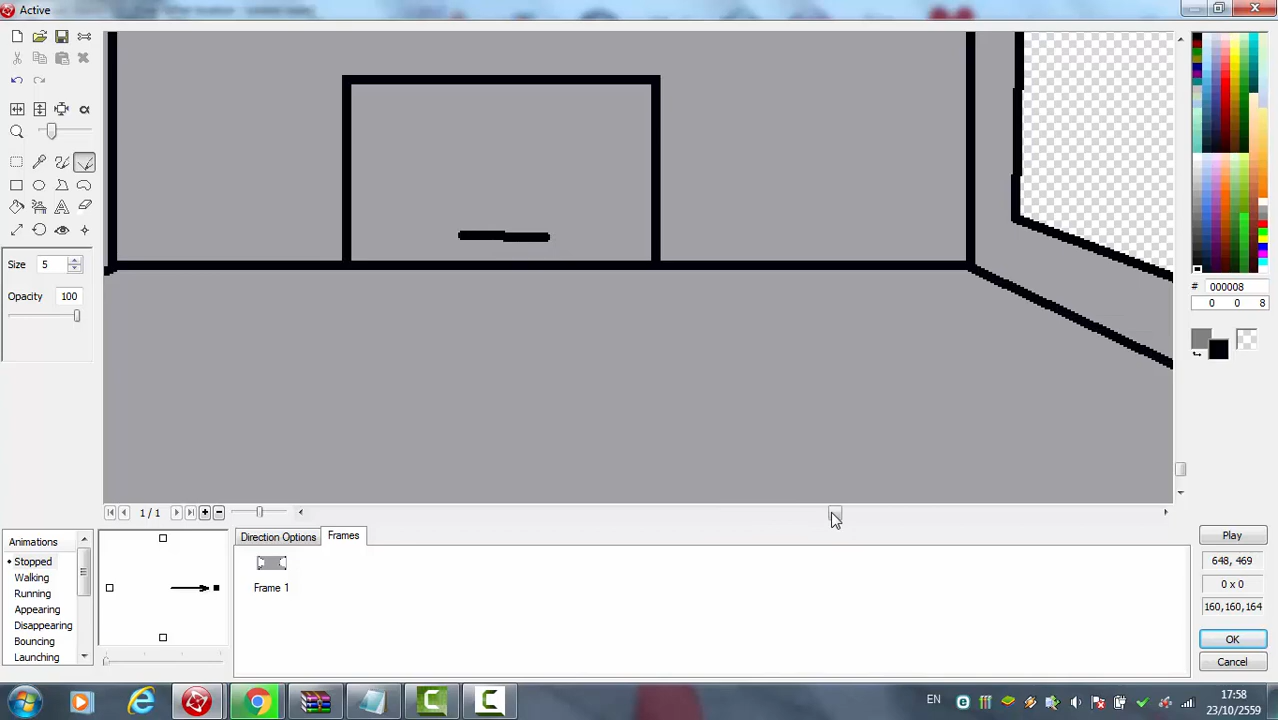 Active
Size 5
Opacity 100
# 000008
0 0 8
1 / 1
Animations
Stopped
Walking
Running
Appearing
Disappearing
Bouncing
Launching
Direction Options
Frames
Frame 1
Play
648, 469
0 x 0
160,160,164
OK
Cancel
EN
17:58
23/10/2559